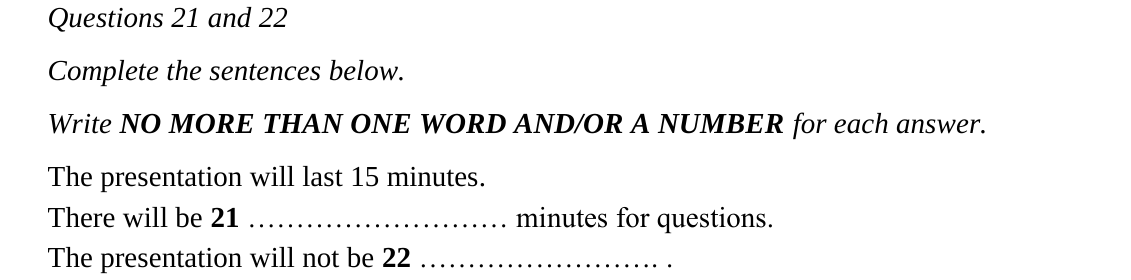 Questions 21 and 22
Complete the sentences below.
Write NO MORE THAN ONE WORD AND/OR A NUMBER for each answer.
The presentation will last 15 minutes.
There will be 21 ……………………… minutes for questions.
The presentation will not be 22 ……………………. .